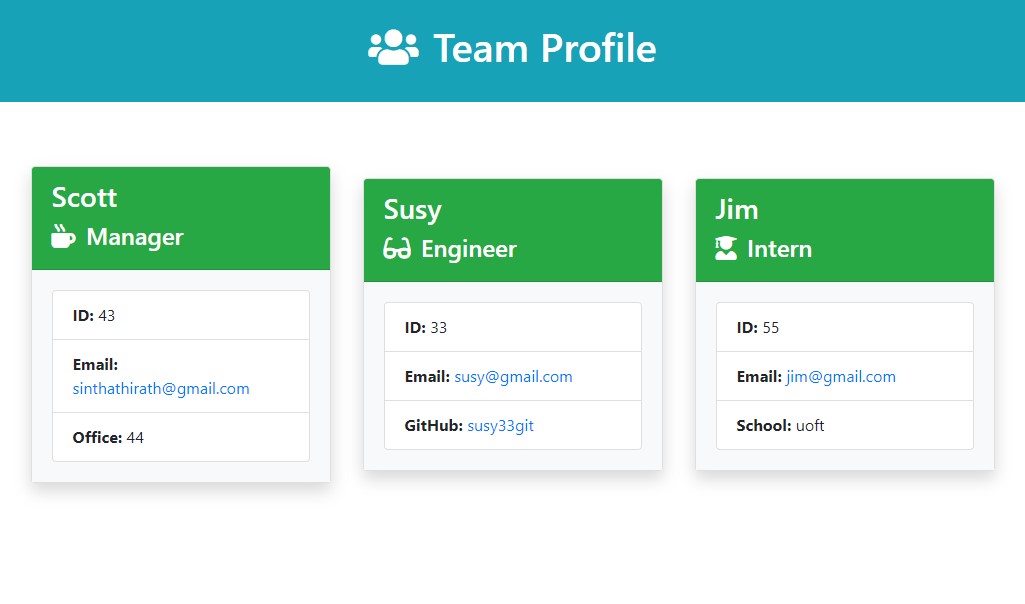 Team Profile
Scott
Manager
ID: 43
Email:
sinthathirath@gmail.com
Office: 44
Susy
Engineer
ID: 33
Email: susy@gmail.com
GitHub: susy33git
Jim
Intern
ID: 55
Email: jim@gmail.com
School: uoft